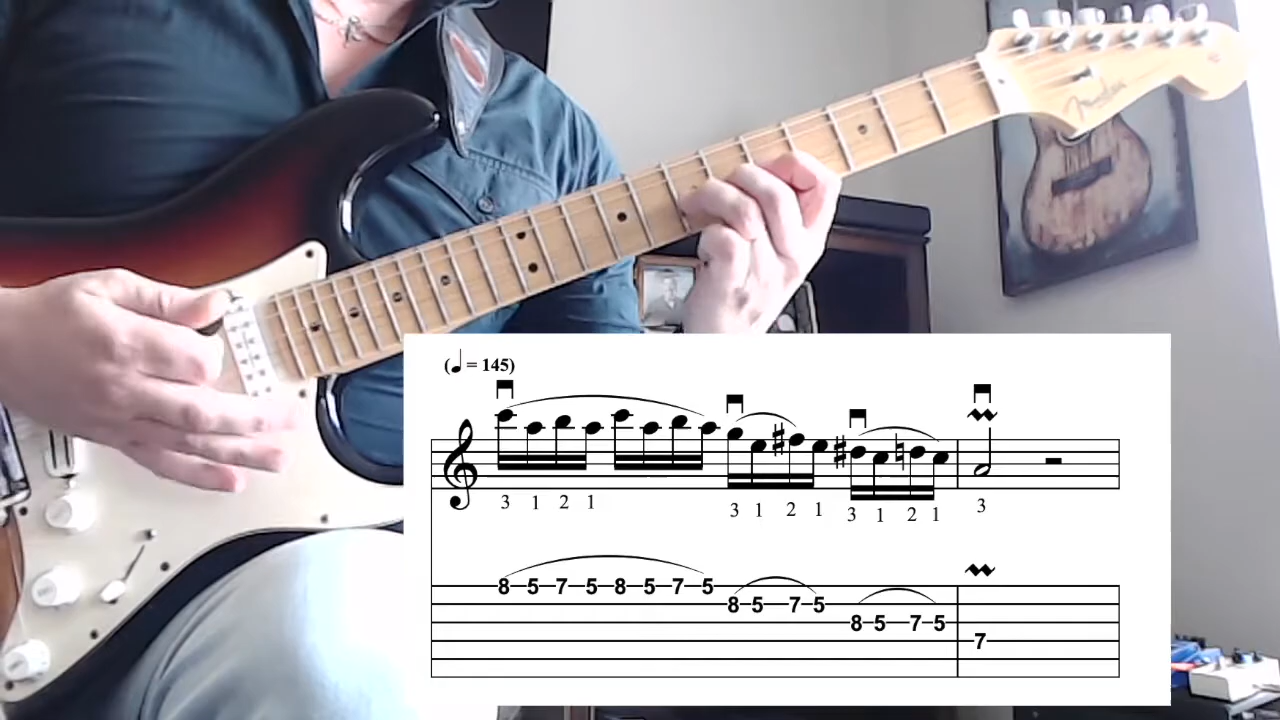 Fender
(♩ = 145)
3 1 2 1 3 1 2 1 3 1 2 1 3
8 5 7 5 8 5 7 5
8 5 7 5
8 5 7 5
7